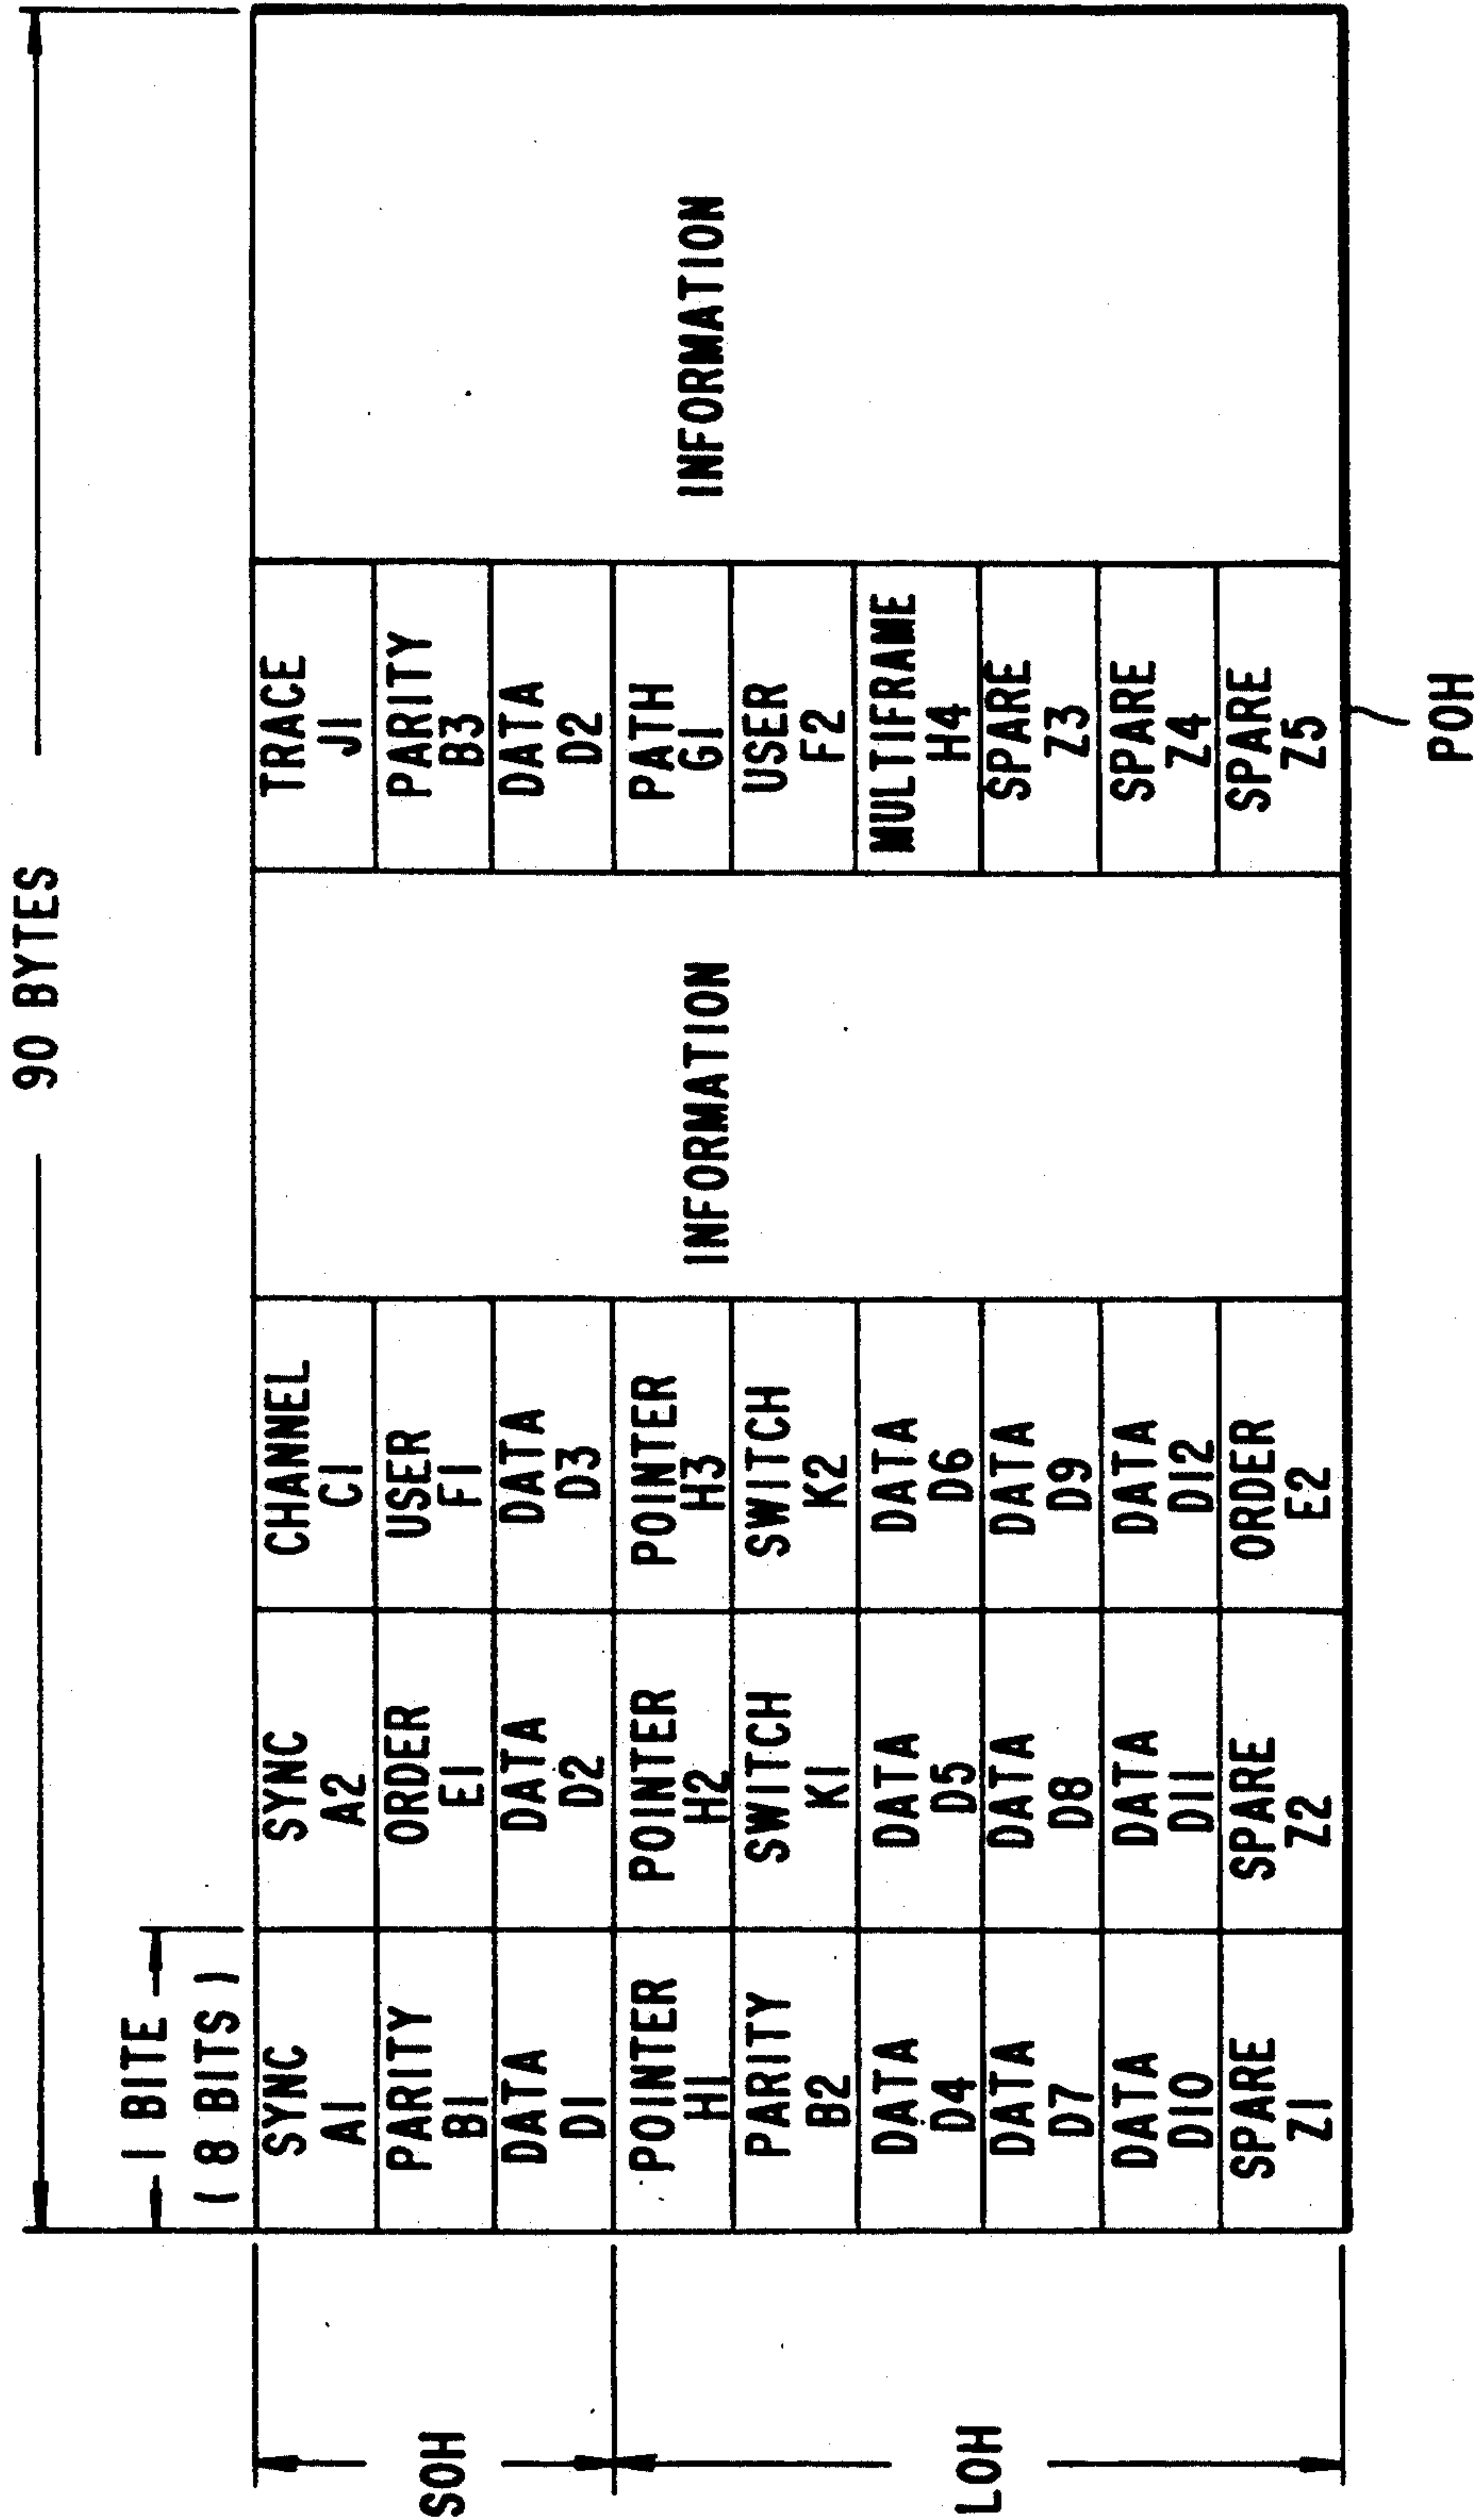 90 BYTES
1 BITE
( 8 BITS )
SOH
LOH
SYNC
A1
SYNC
A2
CHANNEL
C1
TRACE
J1
PARITY
B1
ORDER
E1
USER
F1
PARITY
B3
DATA
D1
DATA
D2
DATA
D3
DATA
D2
POINTER
H1
POINTER
H2
POINTER
H3
INFORMATION
PATH
G1
INFORMATION
PARITY
B2
SWITCH
K1
SWITCH
K2
USER
F2
DATA
D4
DATA
D5
DATA
D6
MULTIFRAME
H4
DATA
D7
DATA
D8
DATA
D9
SPARE
Z3
DATA
D10
DATA
D11
DATA
D12
SPARE
Z4
SPARE
Z1
SPARE
Z2
ORDER
E2
SPARE
Z5
POH